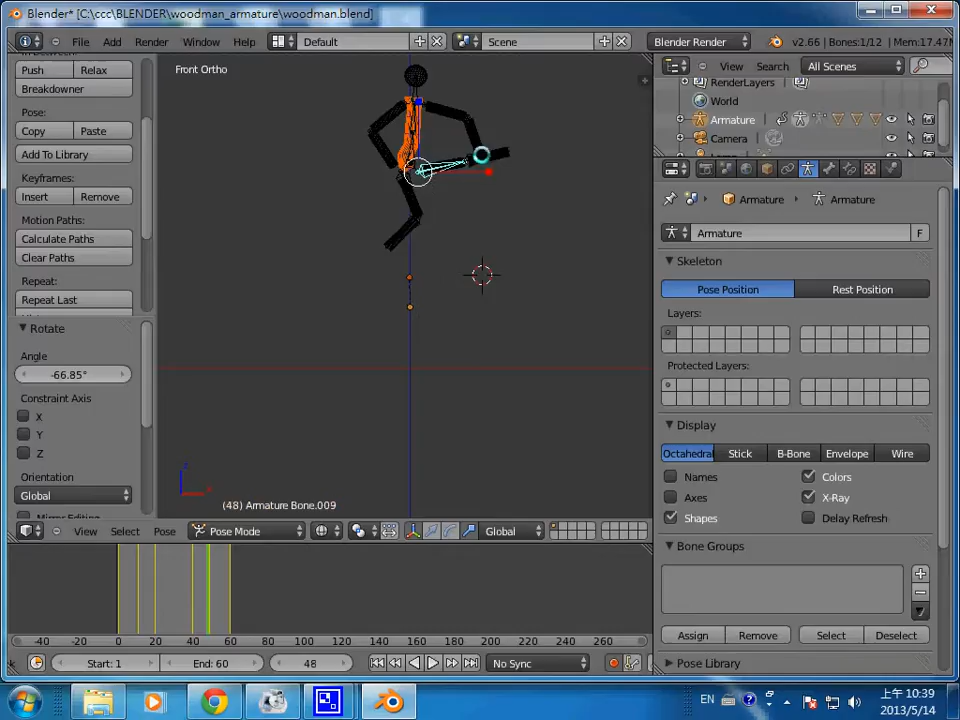 Blender* [C:\ccc\BLENDER\woodman_armature\woodman.blend]
File Add Render Window Help Default Scene Blender Render v2.66 | Bones:1/12 | Mem:17.47
Push Relax
Breakdowner
Pose:
Copy Paste
Add To Library
Keyframes:
Insert Remove
Motion Paths:
Calculate Paths
Clear Paths
Repeat:
Repeat Last
Rotate
Angle
-66.85°
Constraint Axis
X
Y
Z
Orientation
Global
Front Ortho
(48) Armature Bone.009
View Search All Scenes
RenderLayers
World
Armature
Camera
Armature Armature
Armature F
Skeleton
Pose Position Rest Position
Layers:
Protected Layers:
Display
Octahedral Stick B-Bone Envelope Wire
Names Colors
Axes X-Ray
Shapes Delay Refresh
Bone Groups
Assign Remove Select Deselect
Pose Library
View Select Pose Pose Mode Global
-40 -20 0 20 40 60 80 100 120 140 160 180 200 220 240 260
Start: 1 End: 60 48 No Sync
EN
上午 10:39
2013/5/14